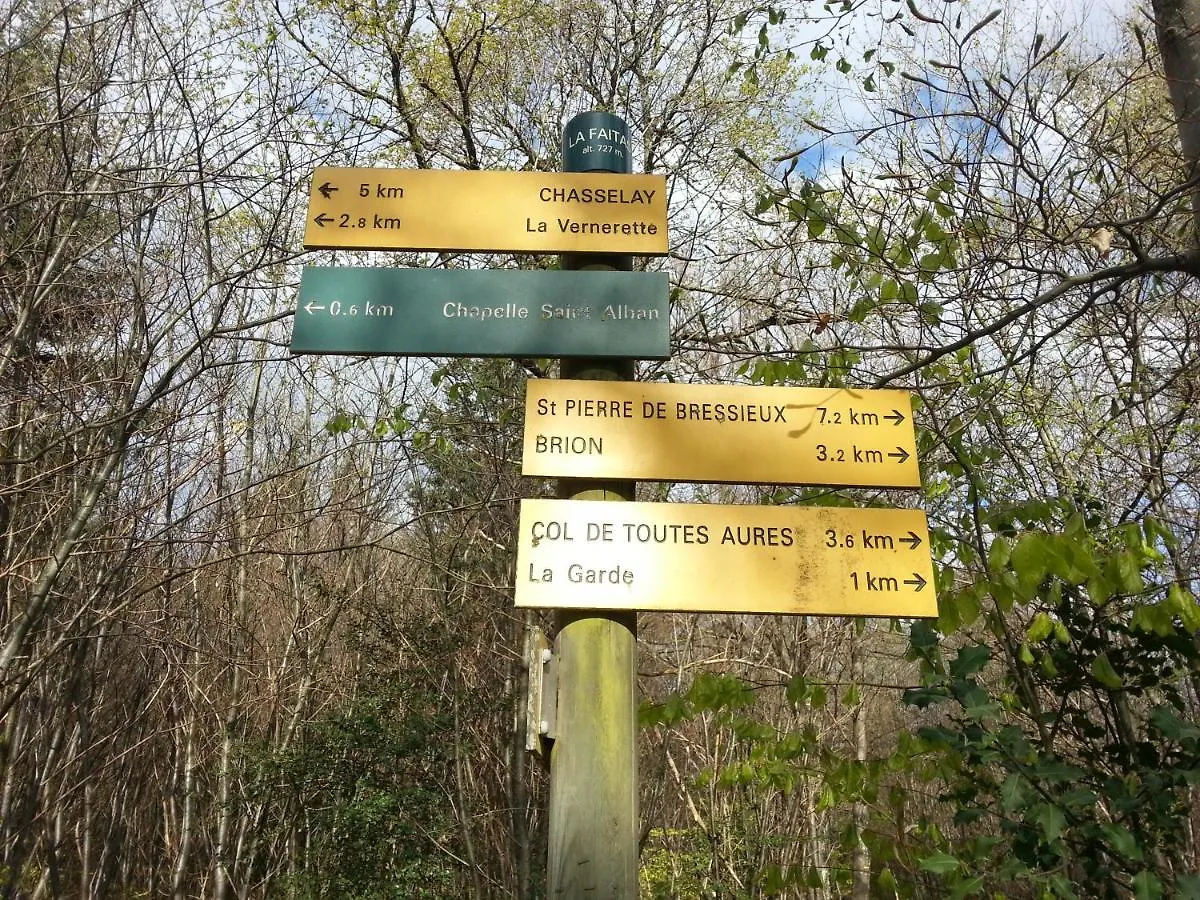 LA FAITA
alt. 727 m.
← 5 km CHASSELAY
← 2.8 km La Vernerette
← 0.6 km Chapelle Saint Alban
St PIERRE DE BRESSIEUX 7.2 km →
BRION 3.2 km →
COL DE TOUTES AURES 3.6 km →
La Garde 1 km →